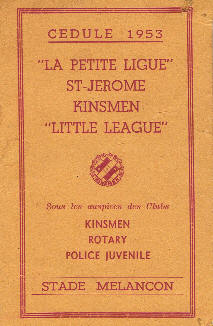 CEDULE 1953
"LA PETITE LIGUE"
ST-JEROME
KINSMEN
"LITTLE LEAGUE"
Sous les auspices des Clubs
KINSMEN
ROTARY
POLICE JUVENILE
STADE MELANCON